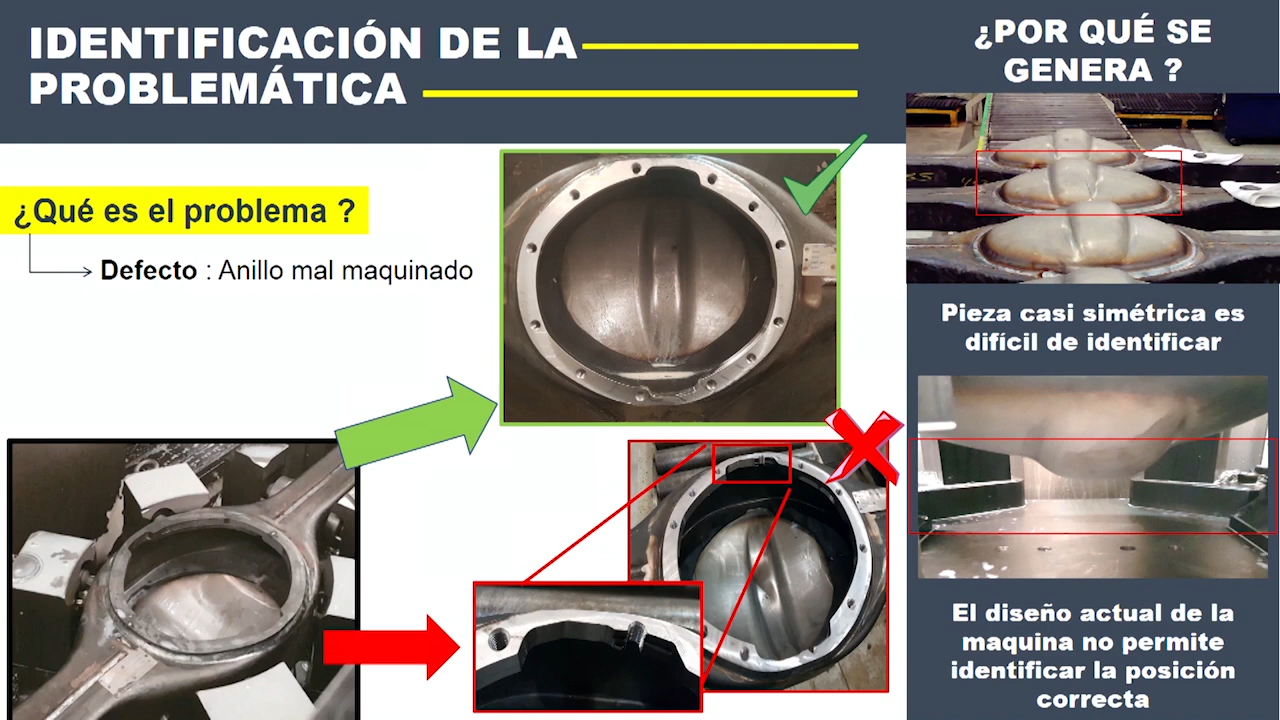 IDENTIFICACIÓN DE LA
PROBLEMÁTICA
¿Qué es el problema ?
Defecto : Anillo mal maquinado
¿POR QUÉ SE
GENERA ?
Pieza casi simétrica es
difícil de identificar
El diseño actual de la
maquina no permite
identificar la posición
correcta